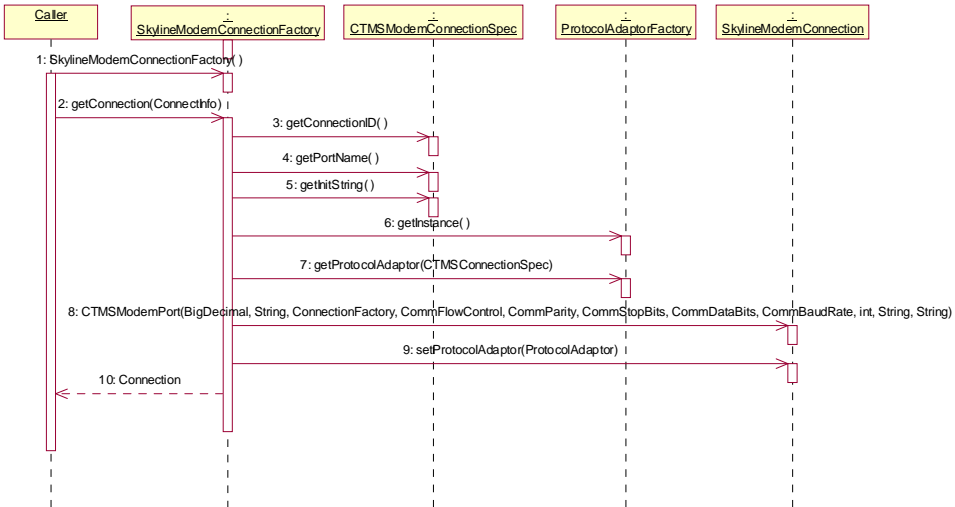 Caller
:
SkylineModemConnectionFactory
:
CTMSModemConnectionSpec
:
ProtocolAdaptorFactory
:
SkylineModemConnection
1: SkylineModemConnectionFactory( )
2: getConnection(ConnectInfo)
3: getConnectionID( )
4: getPortName( )
5: getInitString( )
6: getInstance( )
7: getProtocolAdaptor(CTMSConnectionSpec)
8: CTMSModemPort(BigDecimal, String, ConnectionFactory, CommFlowControl, CommParity, CommStopBits, CommDataBits, CommBaudRate, int, String, String)
9: setProtocolAdaptor(ProtocolAdaptor)
10: Connection